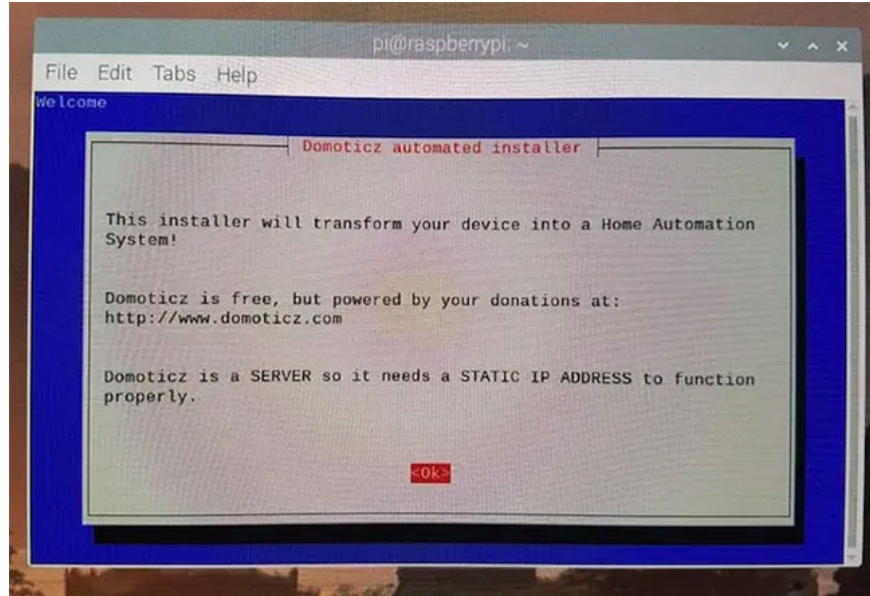 pi@raspberrypi: ~
File Edit Tabs Help
Welcome
Domoticz automated installer
This installer will transform your device into a Home Automation
System!
Domoticz is free, but powered by your donations at:
http://www.domoticz.com
Domoticz is a SERVER so it needs a STATIC IP ADDRESS to function
properly.
<Ok>